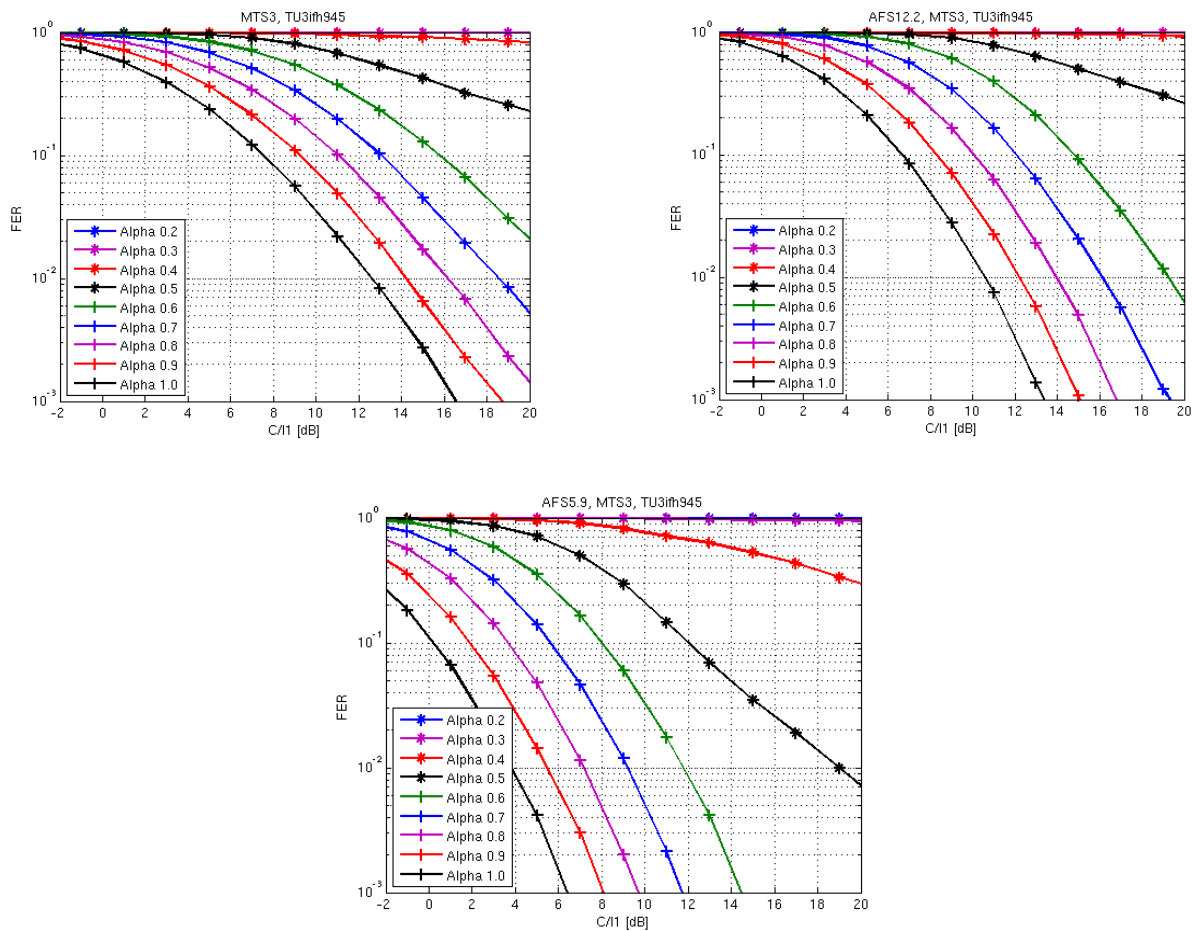 MTS3, TU3ifh945
10^0
10^-1
10^-2
10^-3
FER
Alpha 0.2
Alpha 0.3
Alpha 0.4
Alpha 0.5
Alpha 0.6
Alpha 0.7
Alpha 0.8
Alpha 0.9
Alpha 1.0
-2 0 2 4 6 8 10 12 14 16 18 20
C/I1 [dB]
AFS12.2, MTS3, TU3ifh945
10^0
10^-1
10^-2
10^-3
FER
Alpha 0.2
Alpha 0.3
Alpha 0.4
Alpha 0.5
Alpha 0.6
Alpha 0.7
Alpha 0.8
Alpha 0.9
Alpha 1.0
-2 0 2 4 6 8 10 12 14 16 18 20
C/I1 [dB]
AFS5.9, MTS3, TU3ifh945
10^0
10^-1
10^-2
10^-3
FER
Alpha 0.2
Alpha 0.3
Alpha 0.4
Alpha 0.5
Alpha 0.6
Alpha 0.7
Alpha 0.8
Alpha 0.9
Alpha 1.0
-2 0 2 4 6 8 10 12 14 16 18 20
C/I1 [dB]